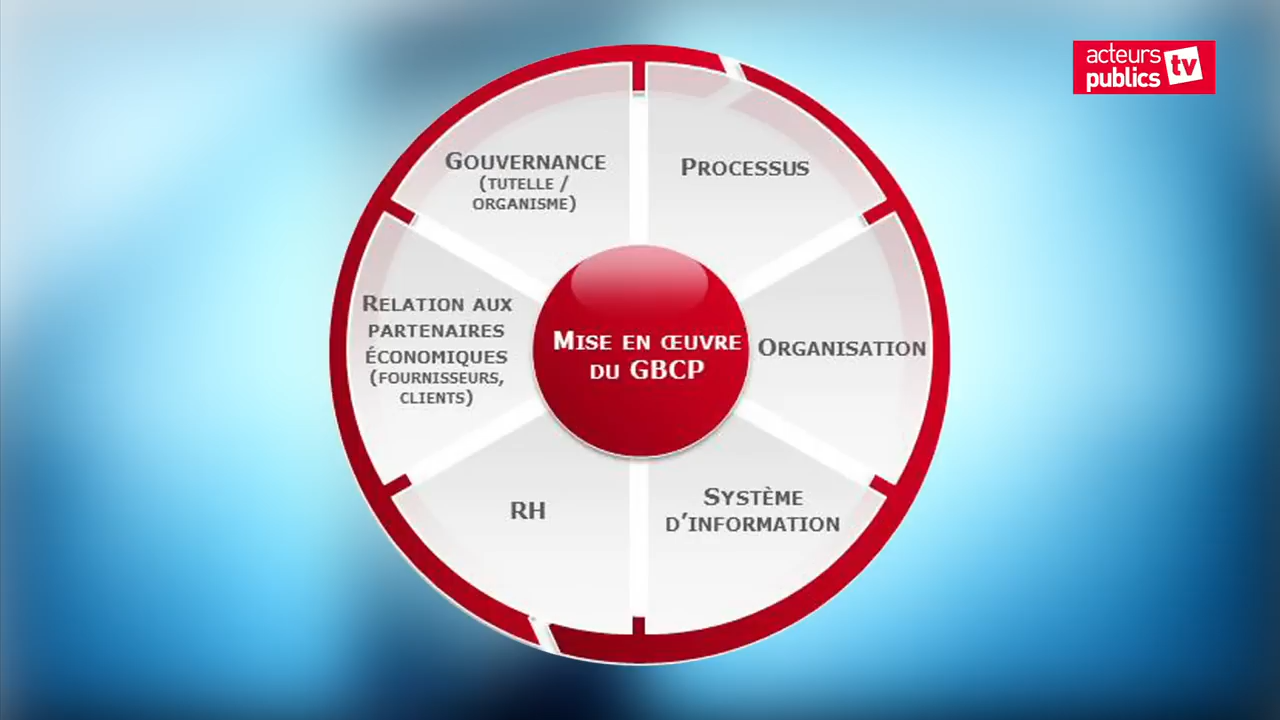 acteurs
publics tv
Gouvernance
(tutelle /
organisme)
Processus
Relation aux
partenaires
économiques
(fournisseurs,
clients)
Mise en œuvre
du GBCP
Organisation
RH
Système
d’information